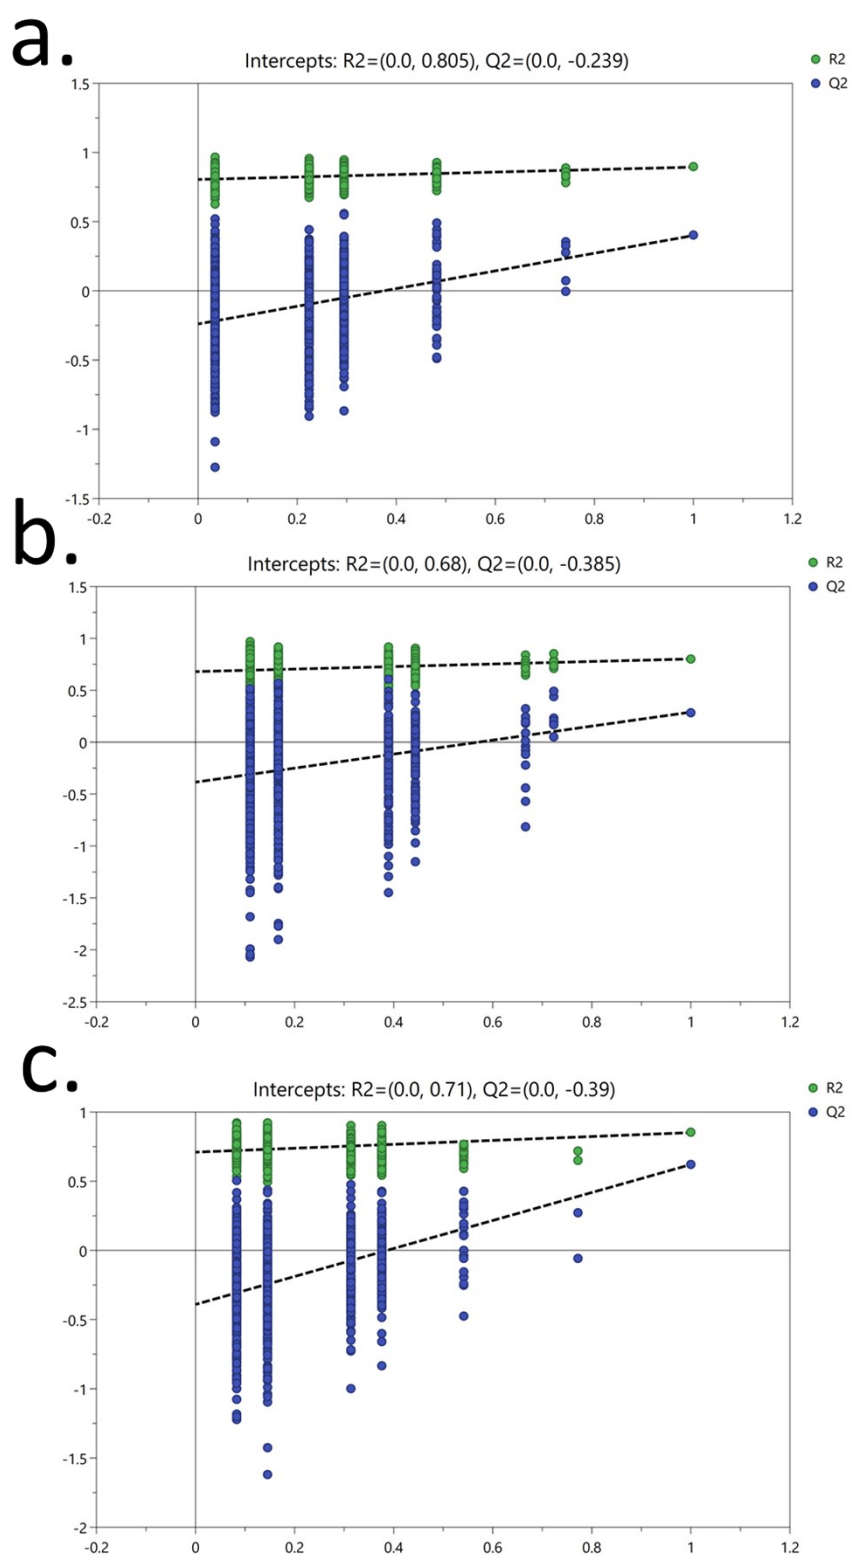 a.
Intercepts: R2=(0.0, 0.805), Q2=(0.0, -0.239)
R2
Q2
1.5
1
0.5
0
-0.5
-1
-1.5
-0.2 0 0.2 0.4 0.6 0.8 1 1.2
b.
Intercepts: R2=(0.0, 0.68), Q2=(0.0, -0.385)
R2
Q2
1.5
1
0.5
0
-0.5
-1
-1.5
-2
-2.5
-0.2 0 0.2 0.4 0.6 0.8 1 1.2
c.
Intercepts: R2=(0.0, 0.71), Q2=(0.0, -0.39)
R2
Q2
1
0.5
0
-0.5
-1
-1.5
-2
-0.2 0 0.2 0.4 0.6 0.8 1 1.2